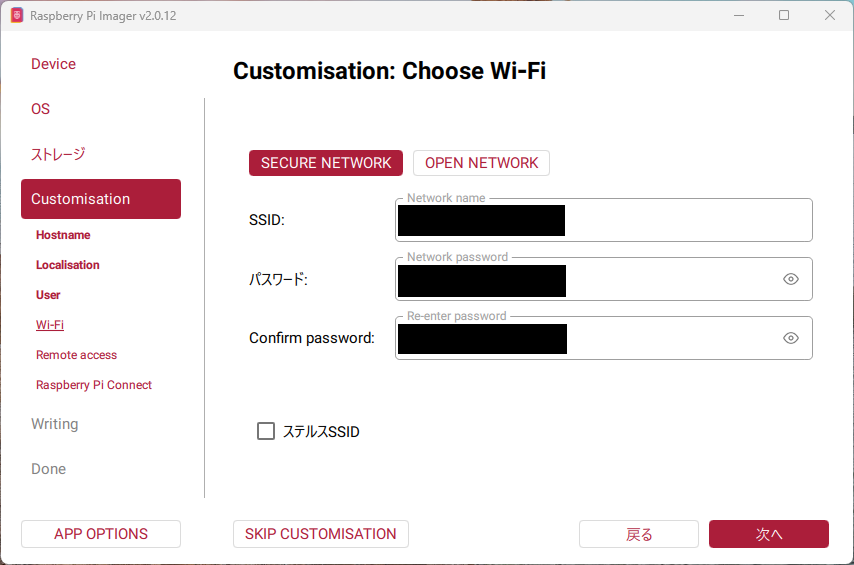 Raspberry Pi Imager v2.0.12
Device
OS
ストレージ
Customisation
Hostname
Localisation
User
Wi-Fi
Remote access
Raspberry Pi Connect
Writing
Done
APP OPTIONS
Customisation: Choose Wi-Fi
SECURE NETWORK OPEN NETWORK
Network name
SSID:
Network password
パスワード:
Re-enter password
Confirm password:
ステルスSSID
SKIP CUSTOMISATION 戻る 次へ